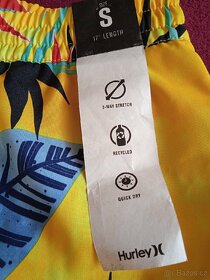 SIZE
S
17" LENGTH
2-WAY STRETCH
RECYCLED
QUICK DRY
Hurley